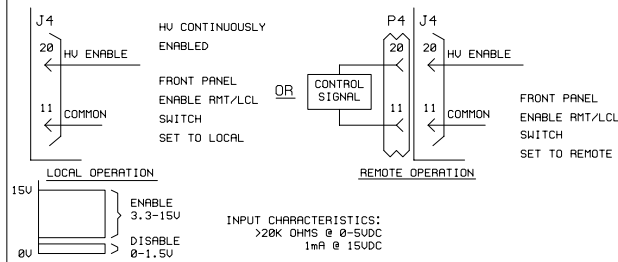 J4
20
HV ENABLE
11
COMMON
HV CONTINUOUSLY
ENABLED
FRONT PANEL
ENABLE RMT/LCL
SWITCH
SET TO LOCAL
LOCAL OPERATION
OR
CONTROL
SIGNAL
P4 J4
20 20
HV ENABLE
11 11
COMMON
FRONT PANEL
ENABLE RMT/LCL
SWITCH
SET TO REMOTE
REMOTE OPERATION
15V
ENABLE
3.3-15V
DISABLE
0-1.5V
0V
INPUT CHARACTERISTICS:
>20K OHMS @ 0-5VDC
1mA @ 15VDC